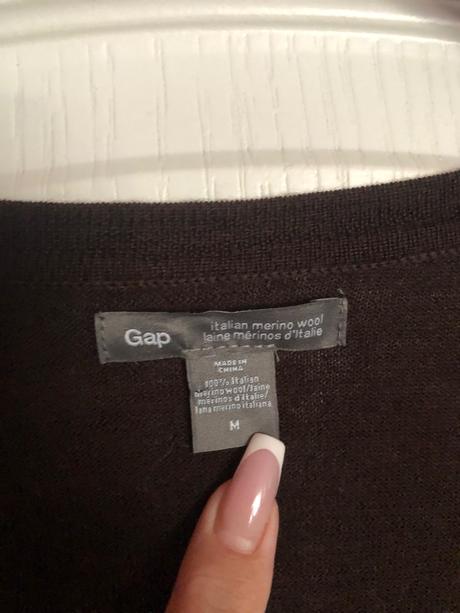 Gap
italian merino wool
laine mérinos d'Italie
MADE IN
CHINA
100% Italian
merino wool/laine
mérinos d'Italie/
lana merino italiana
M